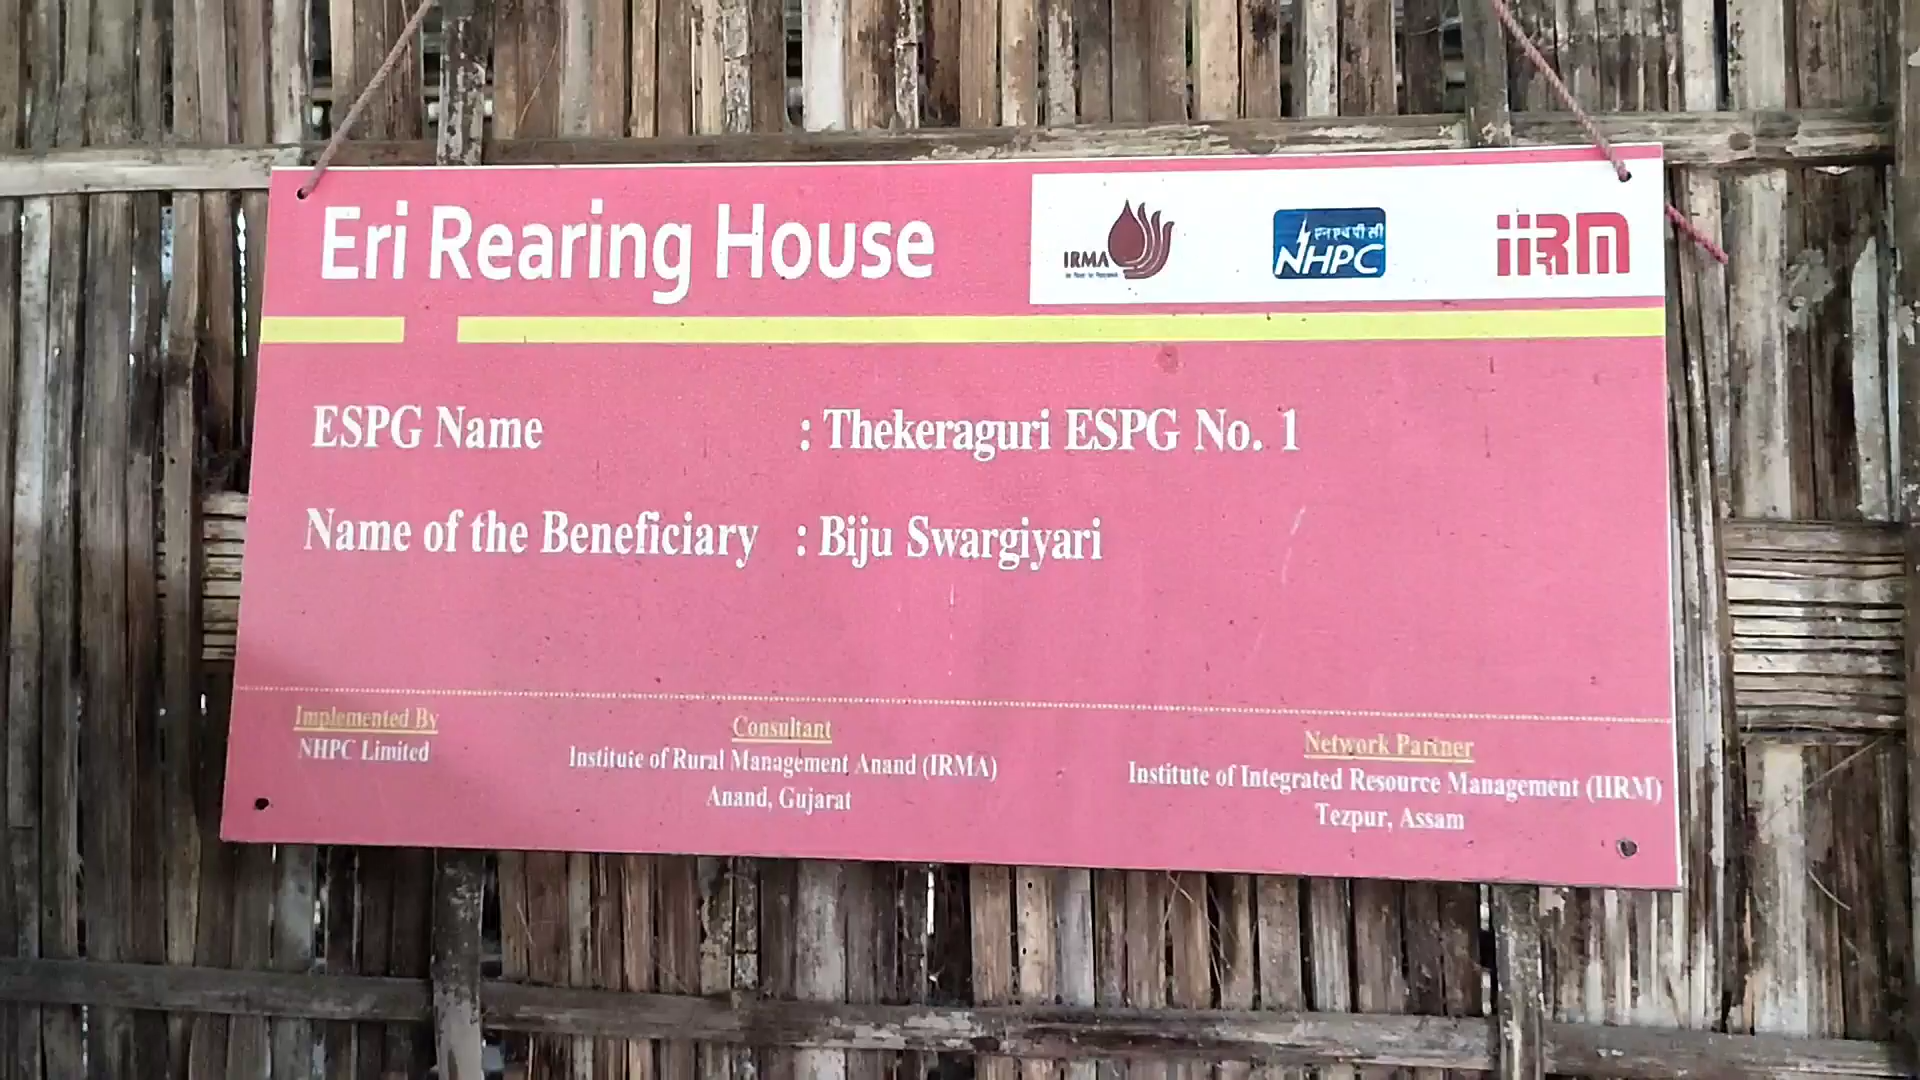 Eri Rearing House
IRMA
एन एच पी सी
NHPC
iiRM
ESPG Name : Thekeraguri ESPG No. 1
Name of the Beneficiary : Biju Swargiyari
Implemented By
NHPC Limited
Consultant
Institute of Rural Management Anand (IRMA)
Anand, Gujarat
Network Partner
Institute of Integrated Resource Management (IIRM)
Tezpur, Assam